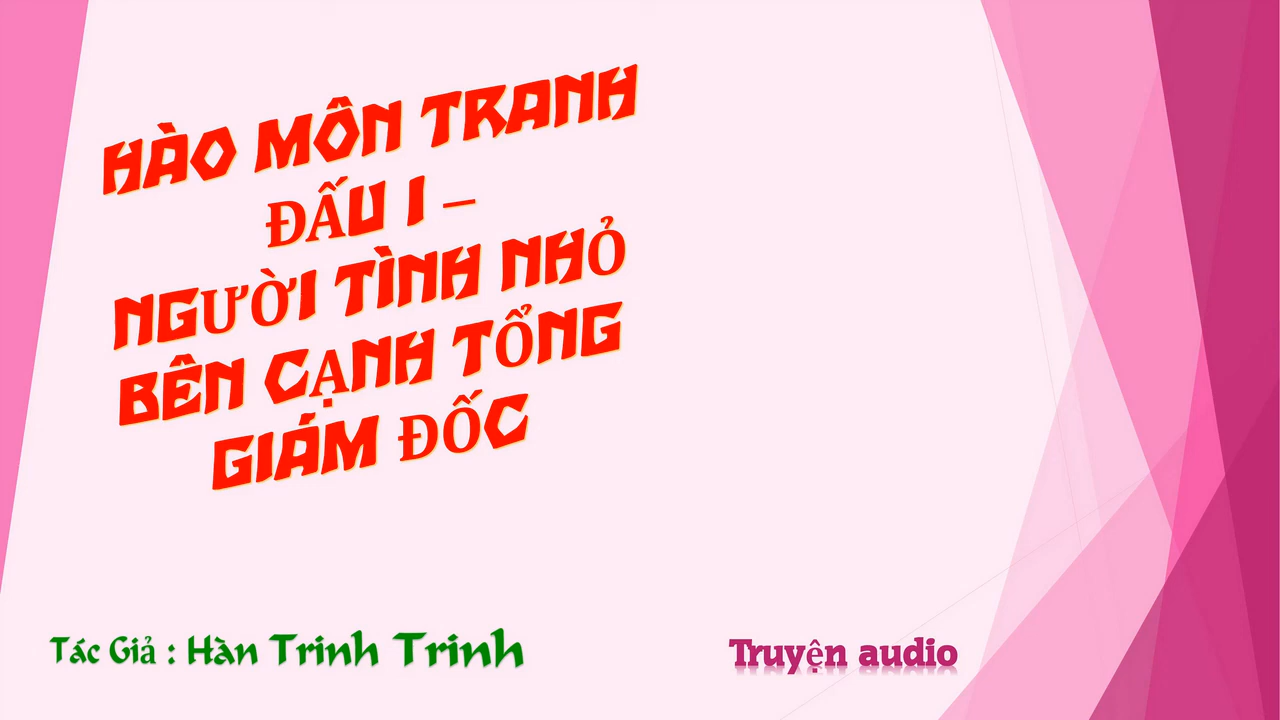 HÀO MÔN TRANH
ĐẤU I –
NGƯỜI TÌNH NHỎ
BÊN CẠNH TỔNG
GIÁM ĐỐC
Tác Giả : Hàn Trinh Trinh
Truyện audio